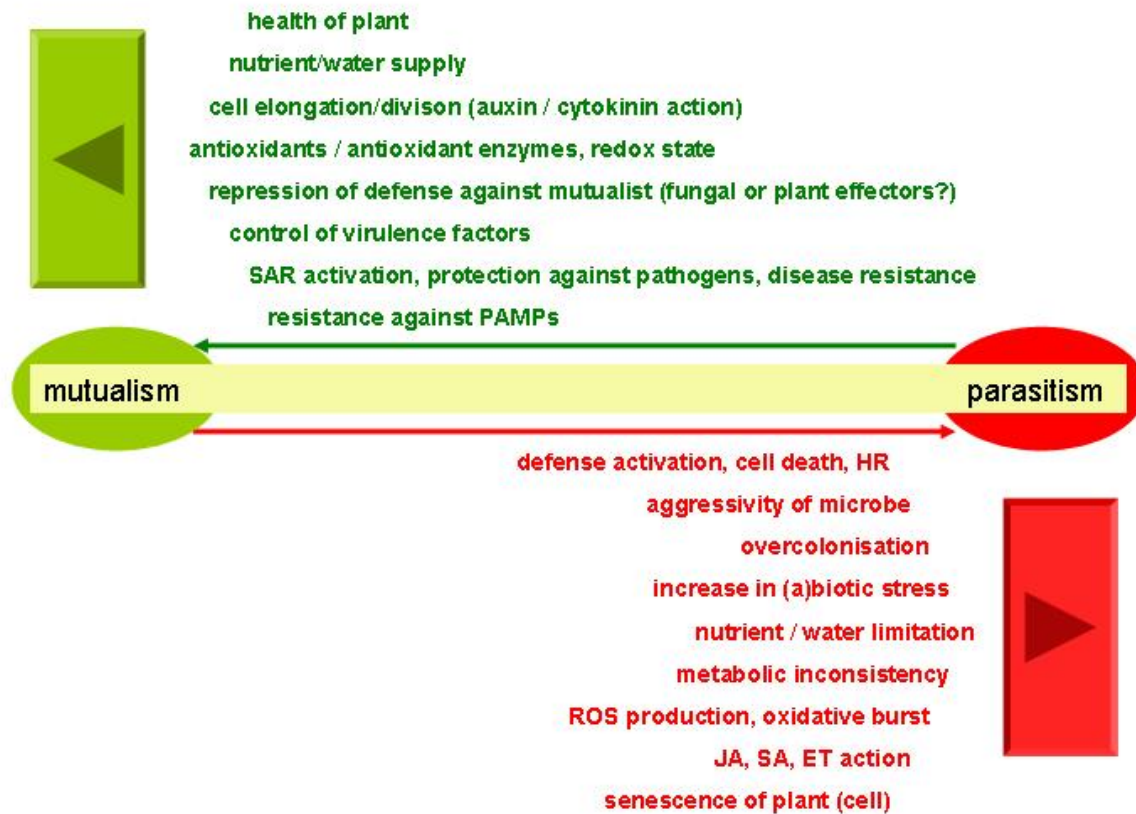 health of plant
nutrient/water supply
cell elongation/divison (auxin / cytokinin action)
antioxidants / antioxidant enzymes, redox state
repression of defense against mutualist (fungal or plant effectors?)
control of virulence factors
SAR activation, protection against pathogens, disease resistance
resistance against PAMPs
mutualism
parasitism
defense activation, cell death, HR
aggressivity of microbe
overcolonisation
increase in (a)biotic stress
nutrient / water limitation
metabolic inconsistency
ROS production, oxidative burst
JA, SA, ET action
senescence of plant (cell)